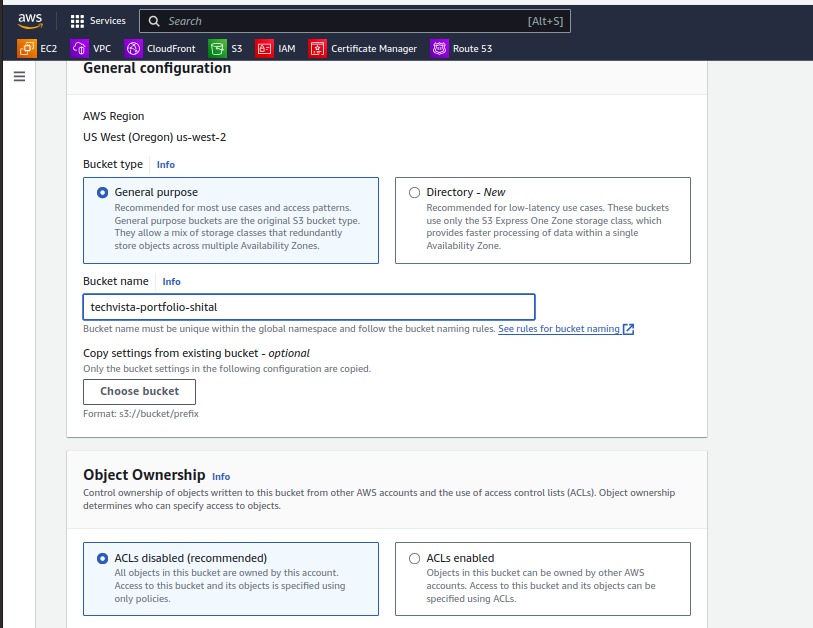 aws
Services
Search
[Alt+S]
EC2
VPC
CloudFront
S3
IAM
Certificate Manager
Route 53
General configuration
AWS Region
US West (Oregon) us-west-2
Bucket type
Info
General purpose
Recommended for most use cases and access patterns.
General purpose buckets are the original S3 bucket type.
They allow a mix of storage classes that redundantly
store objects across multiple Availability Zones.
Directory - New
Recommended for low-latency use cases. These buckets
use only the S3 Express One Zone storage class, which
provides faster processing of data within a single
Availability Zone.
Bucket name
Info
techvista-portfolio-shital
Bucket name must be unique within the global namespace and follow the bucket naming rules. See rules for bucket naming
Copy settings from existing bucket - optional
Only the bucket settings in the following configuration are copied.
Choose bucket
Format: s3://bucket/prefix
Object Ownership
Info
Control ownership of objects written to this bucket from other AWS accounts and the use of access control lists (ACLs). Object ownership
determines who can specify access to objects.
ACLs disabled (recommended)
All objects in this bucket are owned by this account.
Access to this bucket and its objects is specified using
only policies.
ACLs enabled
Objects in this bucket can be owned by other AWS
accounts. Access to this bucket and its objects can be
specified using ACLs.